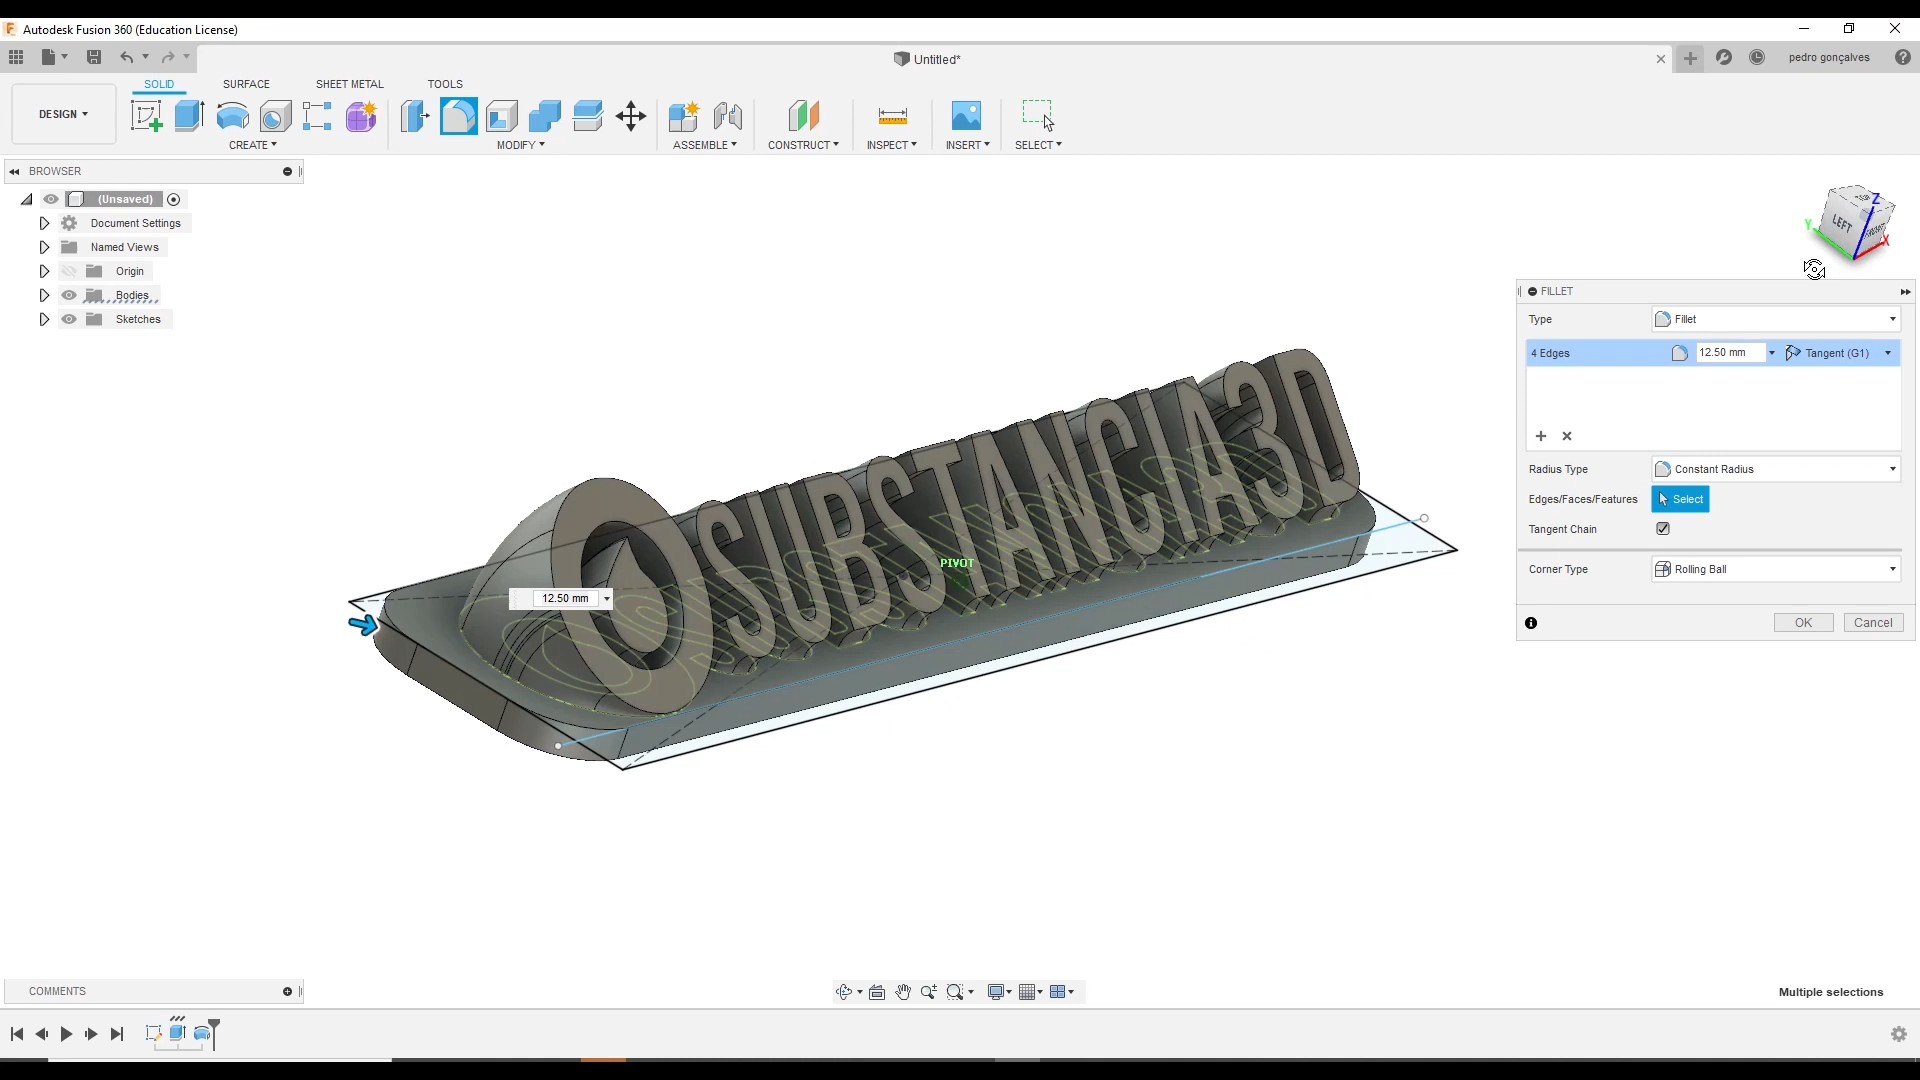 Autodesk Fusion 360 (Education License)
Untitled*
pedro gonçalves
DESIGN
SOLID
SURFACE
SHEET METAL
TOOLS
CREATE
MODIFY
ASSEMBLE
CONSTRUCT
INSPECT
INSERT
SELECT
BROWSER
(Unsaved)
Document Settings
Named Views
Origin
Bodies
Sketches
Z
Y
X
LEFT
FILLET
Type
Fillet
4 Edges
12.50 mm
Tangent (G1)
Radius Type
Constant Radius
Edges/Faces/Features
Select
Tangent Chain
Corner Type
Rolling Ball
OK
Cancel
SUBSTANCIA3D
PIVOT
12.50 mm
COMMENTS
Multiple selections